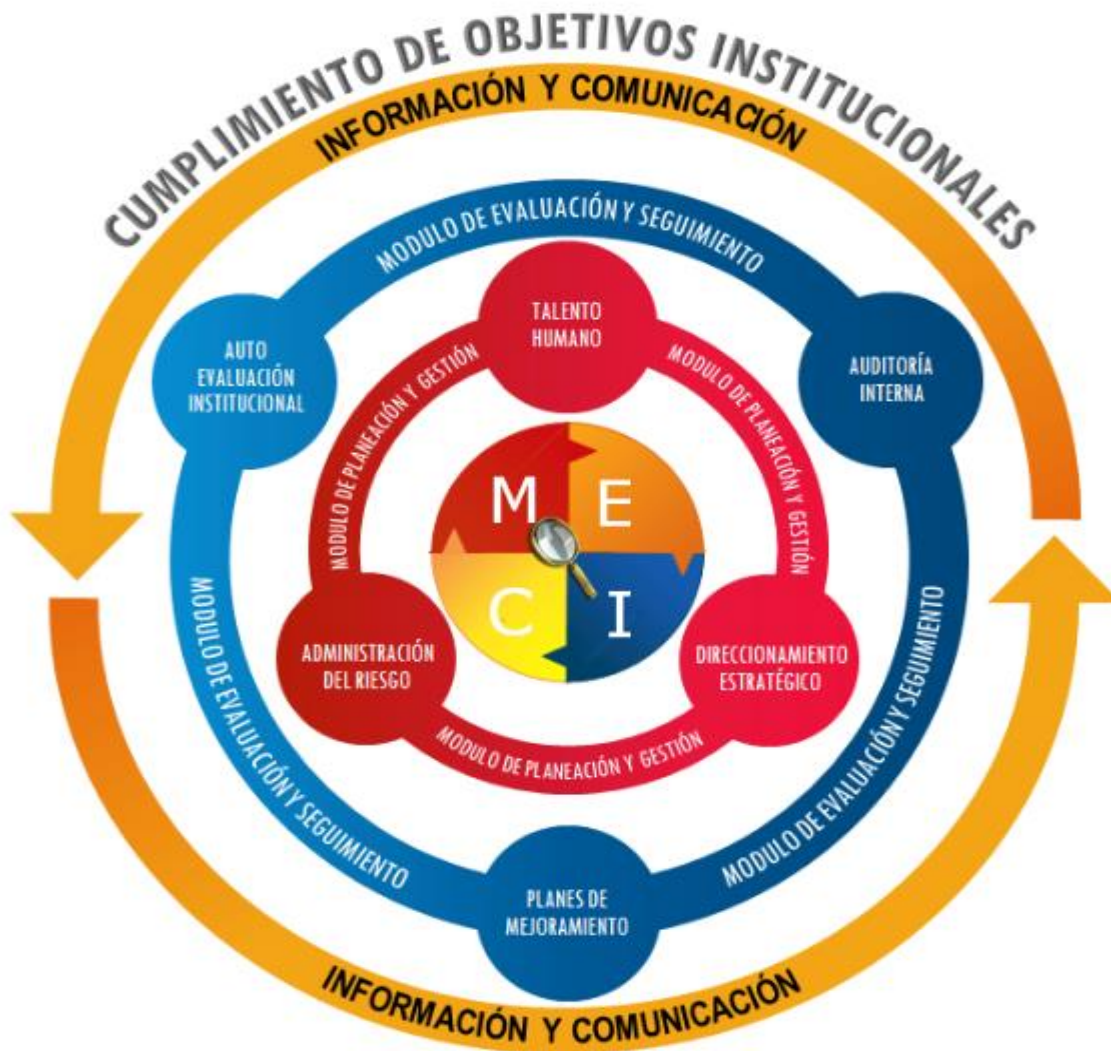 CUMPLIMIENTO DE OBJETIVOS INSTITUCIONALES
INFORMACIÓN Y COMUNICACIÓN
MODULO DE EVALUACIÓN Y SEGUIMIENTO
TALENTO
HUMANO
AUTO
EVALUACIÓN
INSTITUCIONAL
AUDITORÍA
INTERNA
MODULO DE PLANEACIÓN Y GESTIÓN
MODULO DE PLANEACIÓN Y GESTIÓN
M E
C I
ADMINISTRACIÓN
DEL RIESGO
DIRECCIONAMIENTO
ESTRATÉGICO
MODULO DE PLANEACIÓN Y GESTIÓN
MODULO DE EVALUACIÓN Y SEGUIMIENTO
MODULO DE EVALUACIÓN Y SEGUIMIENTO
PLANES DE
MEJORAMIENTO
INFORMACIÓN Y COMUNICACIÓN